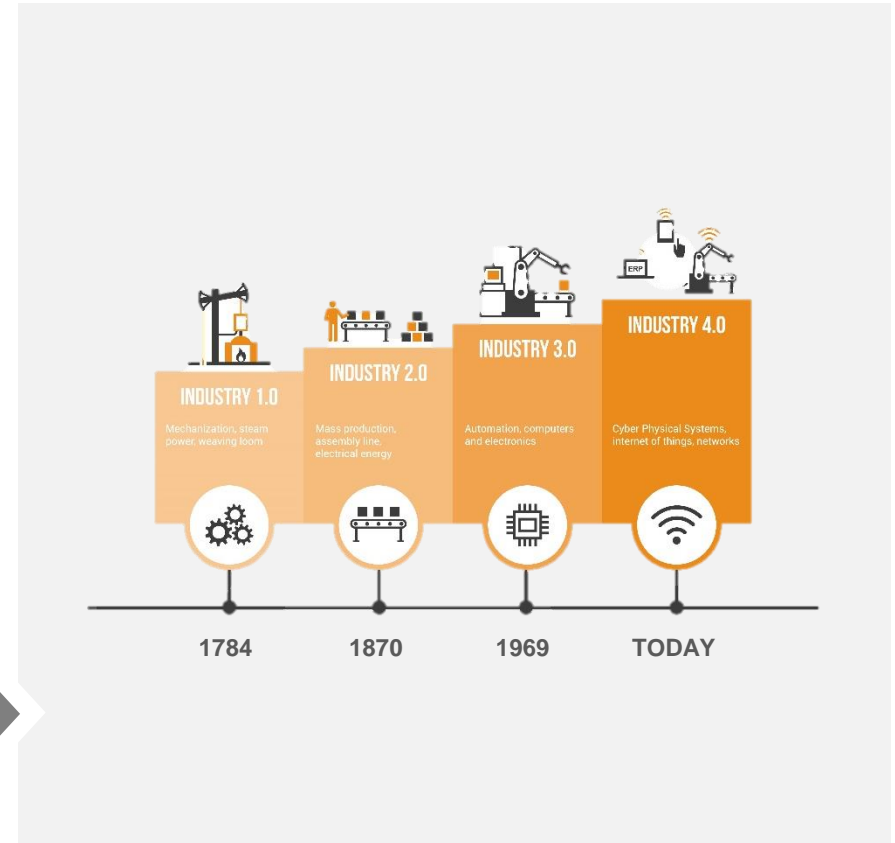 ERP
INDUSTRY 1.0
Mechanization, steam
power, weaving loom
INDUSTRY 2.0
Mass production,
assembly line,
electrical energy
INDUSTRY 3.0
Automation, computers
and electronics
INDUSTRY 4.0
Cyber Physical Systems,
internet of things, networks
1784
1870
1969
TODAY